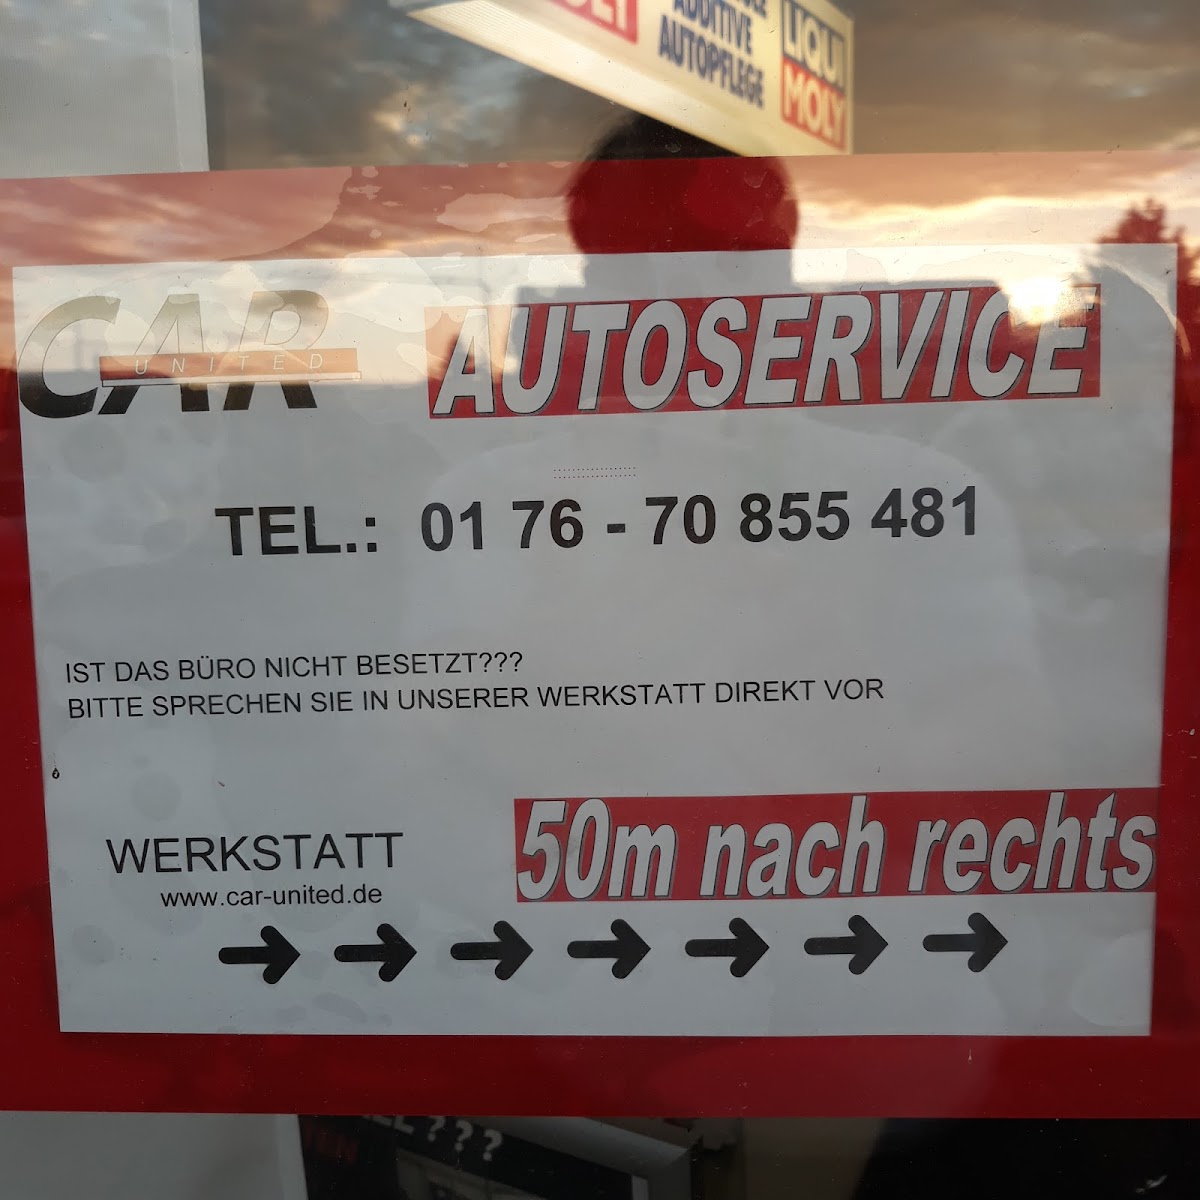 ADDITIVE
AUTOPFLEGE
LIQUI
MOLY
CAR
UNITED
AUTOSERVICE
TEL.: 01 76 - 70 855 481
IST DAS BÜRO NICHT BESETZT???
BITTE SPRECHEN SIE IN UNSERER WERKSTATT DIREKT VOR
WERKSTATT
50m nach rechts
www.car-united.de
???